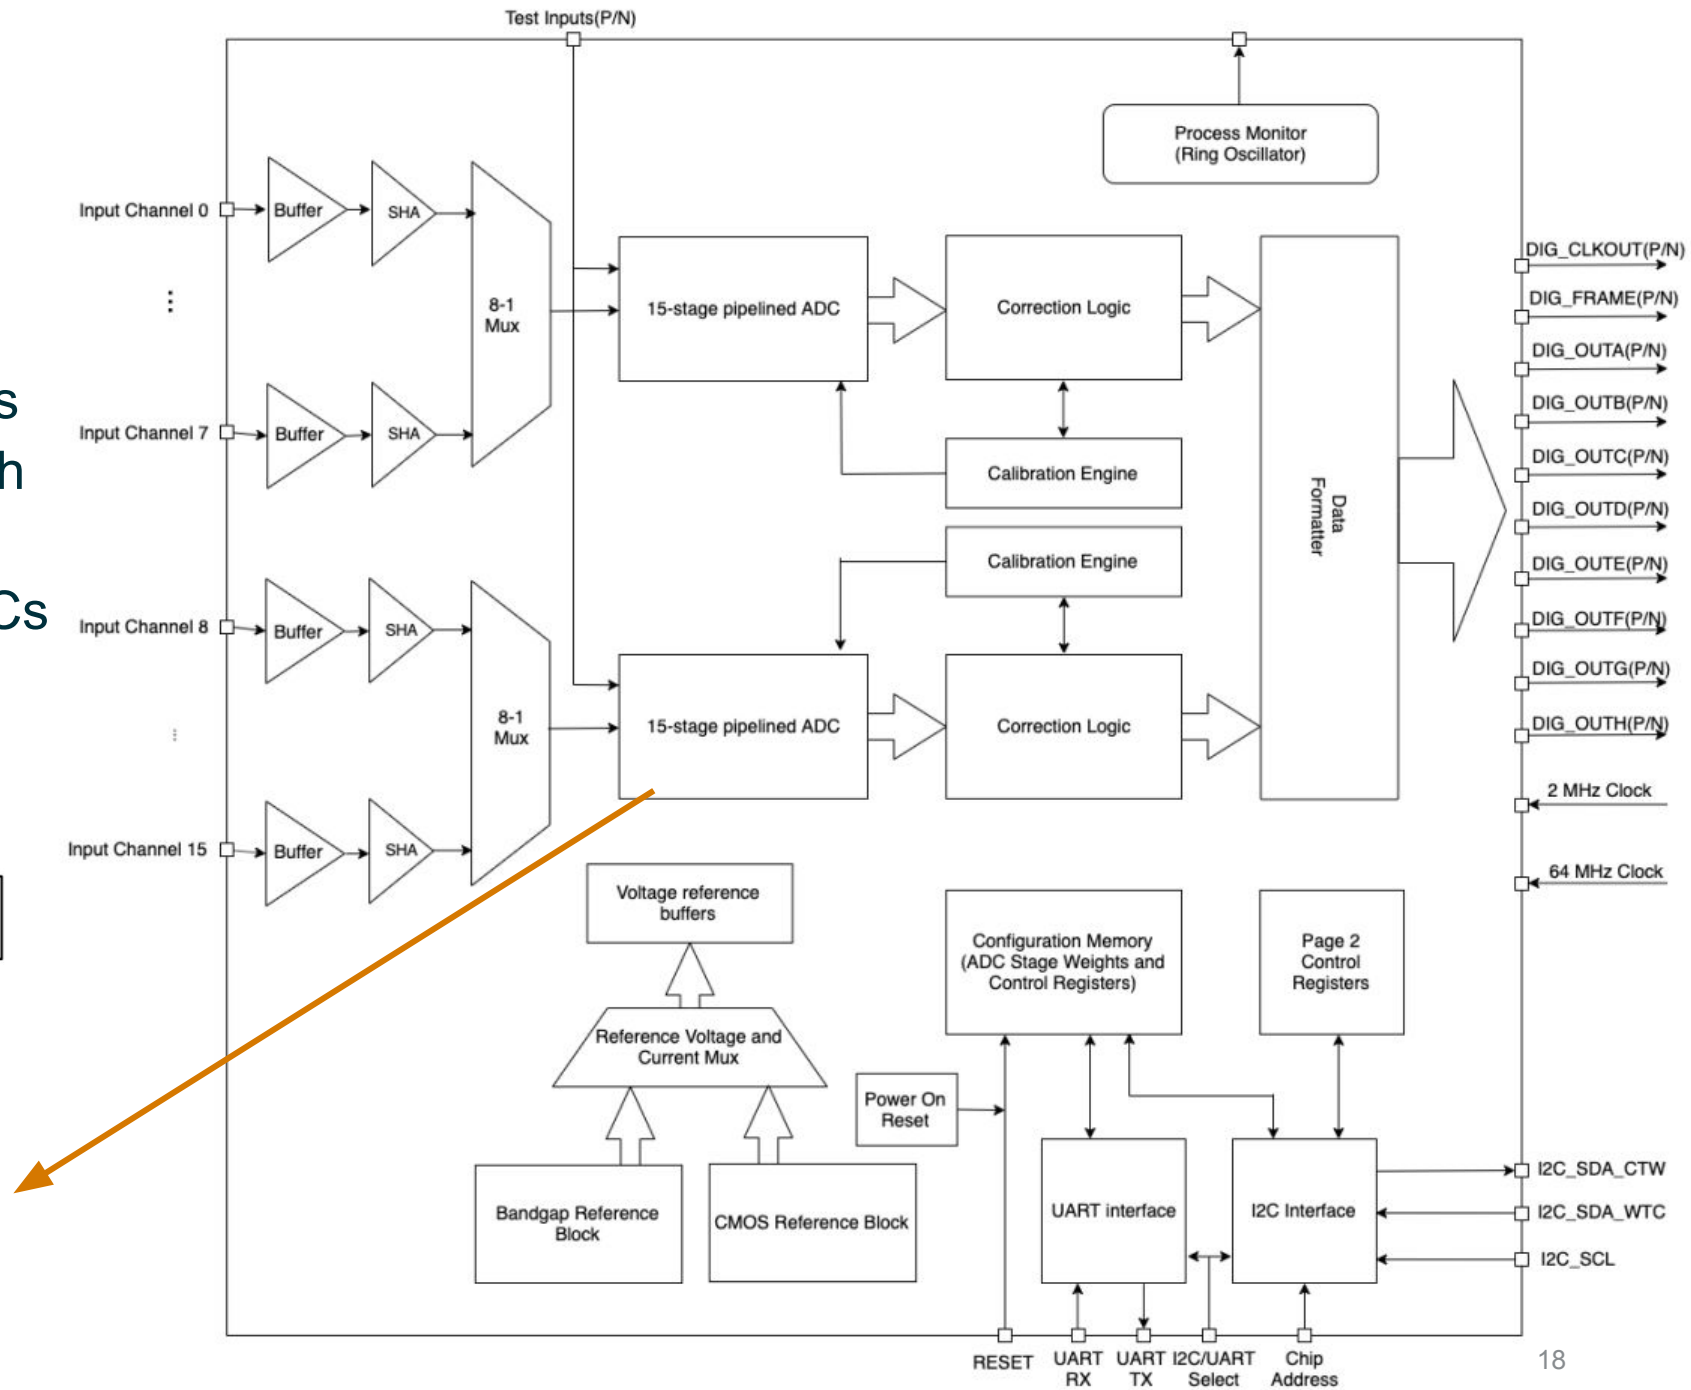 Test Inputs(P/N)
Process Monitor
(Ring Oscillator)
Input Channel 0
Buffer
SHA
...
8-1
Mux
15-stage pipelined ADC
Correction Logic
Input Channel 7
Buffer
SHA
Calibration Engine
s
h
Cs
Calibration Engine
Input Channel 8
Buffer
SHA
...
8-1
Mux
15-stage pipelined ADC
Correction Logic
Input Channel 15
Buffer
SHA
Data
Formatter
DIG_CLKOUT(P/N)
DIG_FRAME(P/N)
DIG_OUTA(P/N)
DIG_OUTB(P/N)
DIG_OUTC(P/N)
DIG_OUTD(P/N)
DIG_OUTE(P/N)
DIG_OUTF(P/N)
DIG_OUTG(P/N)
DIG_OUTH(P/N)
2 MHz Clock
64 MHz Clock
Voltage reference
buffers
Reference Voltage and
Current Mux
Bandgap Reference
Block
CMOS Reference Block
Configuration Memory
(ADC Stage Weights and
Control Registers)
Page 2
Control
Registers
Power On
Reset
UART interface
I2C Interface
I2C_SDA_CTW
I2C_SDA_WTC
I2C_SCL
RESET
UART
RX
UART
TX
I2C/UART
Select
Chip
Address
18